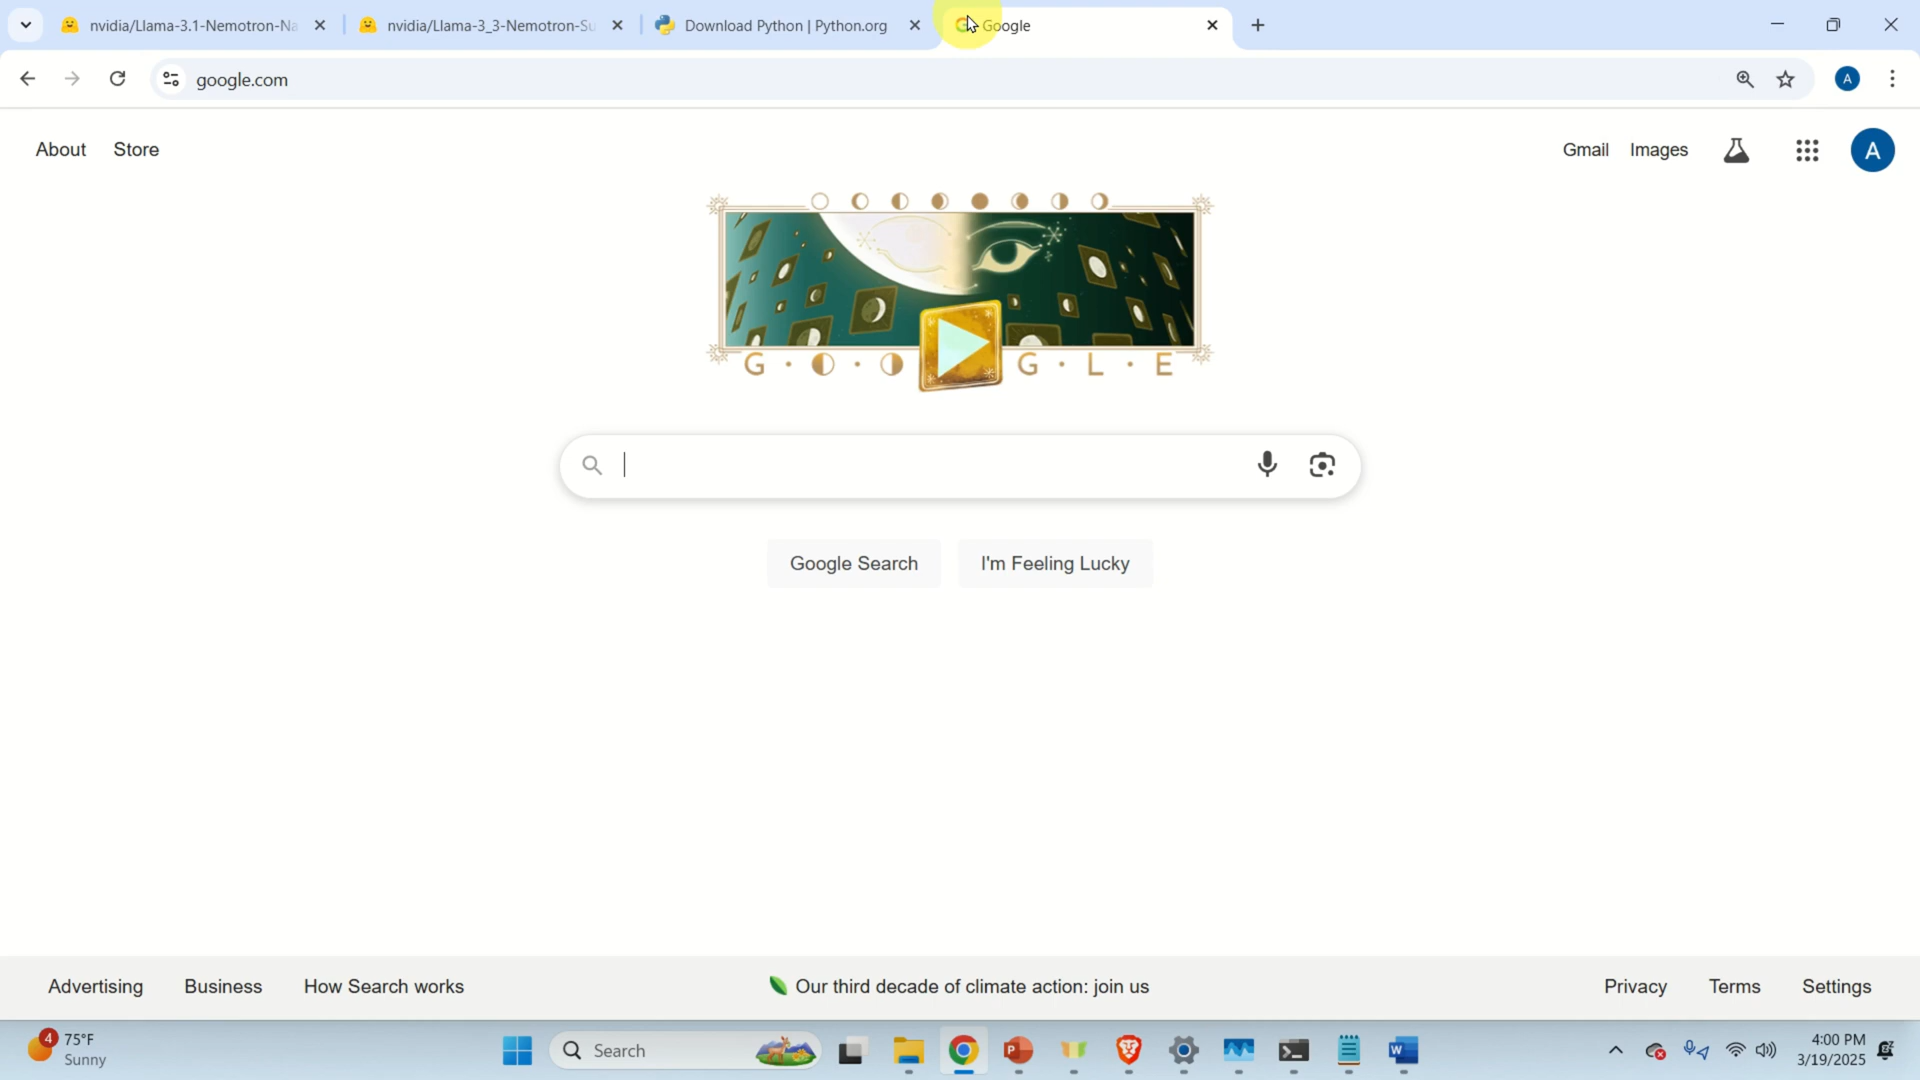 nvidia/Llama-3.1-Nemotron-Na
nvidia/Llama-3_3-Nemotron-Su
Download Python | Python.org
Google
google.com
A
About
Store
Gmail
Images
A
G · · G · L · E
Google Search
I'm Feeling Lucky
Advertising
Business
How Search works
Our third decade of climate action: join us
Privacy
Terms
Settings
4
75°F
Sunny
Search
P
W
4:00 PM
3/19/2025